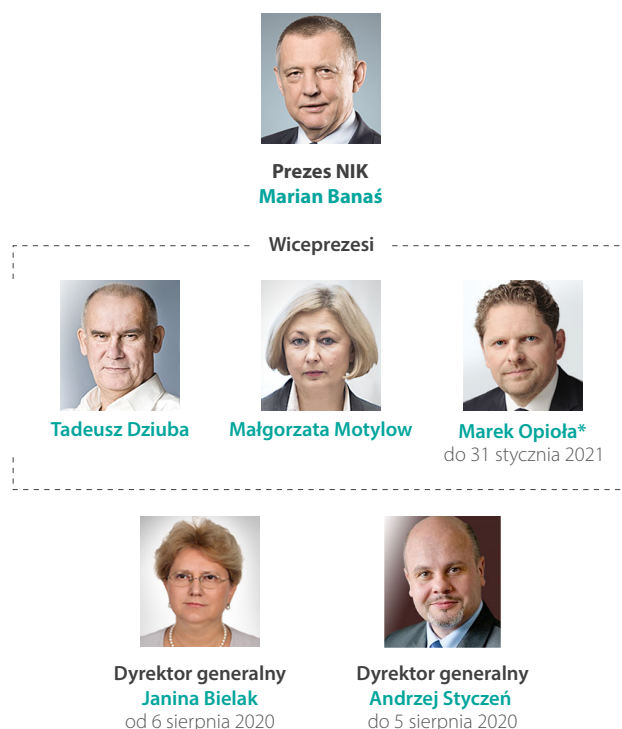 Prezes NIK
Marian Banaś
Wiceprezesi
Tadeusz Dziuba
Małgorzata Motylow
Marek Opioła*
do 31 stycznia 2021
Dyrektor generalny
Janina Bielak
od 6 sierpnia 2020
Dyrektor generalny
Andrzej Styczeń
do 5 sierpnia 2020